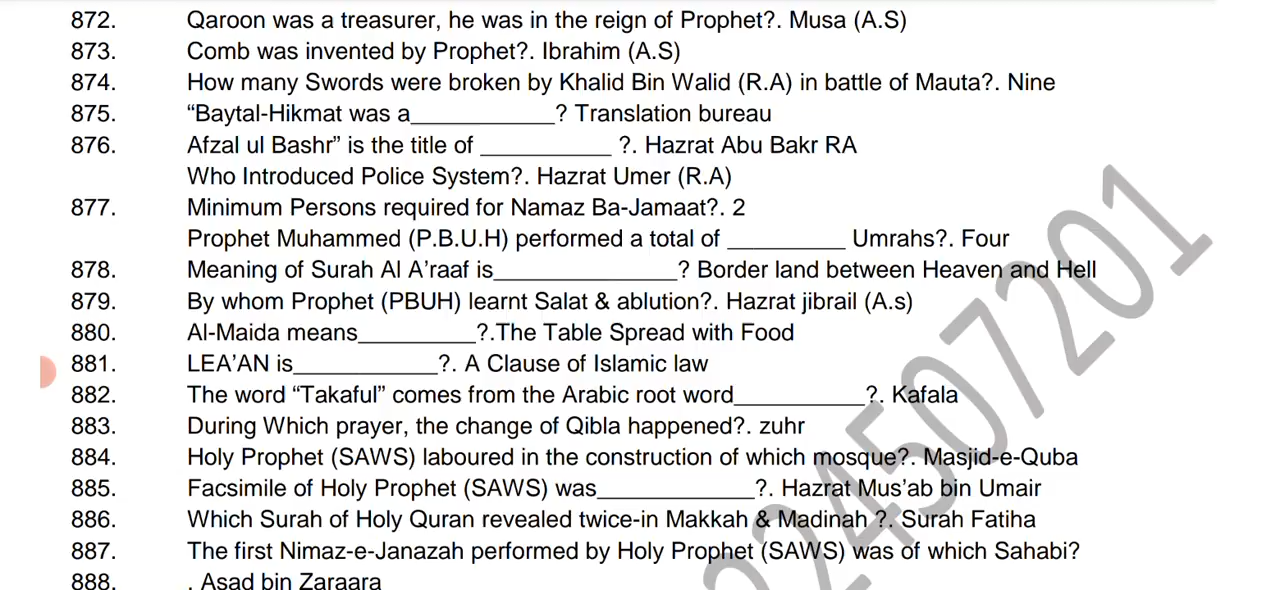 872. Qaroon was a treasurer, he was in the reign of Prophet?. Musa (A.S)
873. Comb was invented by Prophet?. Ibrahim (A.S)
874. How many Swords were broken by Khalid Bin Walid (R.A) in battle of Mauta?. Nine
875. “Baytal-Hikmat was a____________? Translation bureau
876. Afzal ul Bashr” is the title of ___________ ?. Hazrat Abu Bakr RA
Who Introduced Police System?. Hazrat Umer (R.A)
877. Minimum Persons required for Namaz Ba-Jamaat?. 2
Prophet Muhammed (P.B.U.H) performed a total of __________ Umrahs?. Four
878. Meaning of Surah Al A’raaf is_______________? Border land between Heaven and Hell
879. By whom Prophet (PBUH) learnt Salat & ablution?. Hazrat jibrail (A.s)
880. Al-Maida means__________?.The Table Spread with Food
881. LEA’AN is____________?. A Clause of Islamic law
882. The word “Takaful” comes from the Arabic root word___________?. Kafala
883. During Which prayer, the change of Qibla happened?. zuhr
884. Holy Prophet (SAWS) laboured in the construction of which mosque?. Masjid-e-Quba
885. Facsimile of Holy Prophet (SAWS) was_____________?. Hazrat Mus’ab bin Umair
886. Which Surah of Holy Quran revealed twice-in Makkah & Madinah ?. Surah Fatiha
887. The first Nimaz-e-Janazah performed by Holy Prophet (SAWS) was of which Sahabi?
888. . Asad bin Zaraara
224507201